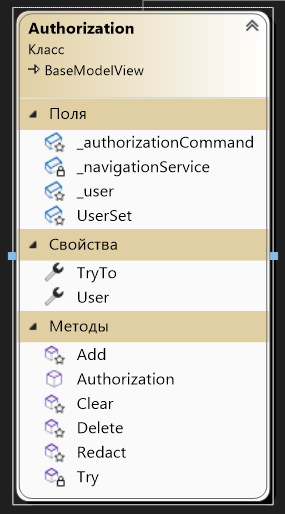 Authorization
Класс
BaseModelView
Поля
_authorizationCommand
_navigationService
_user
UserSet
Свойства
TryTo
User
Методы
Add
Authorization
Clear
Delete
Redact
Try